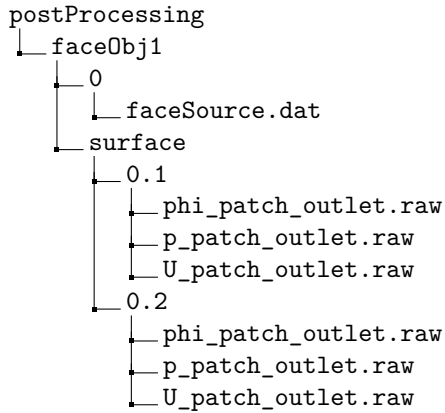 postProcessing
faceObj1
0
faceSource.dat
surface
0.1
phi_patch_outlet.raw
p_patch_outlet.raw
U_patch_outlet.raw
0.2
phi_patch_outlet.raw
p_patch_outlet.raw
U_patch_outlet.raw